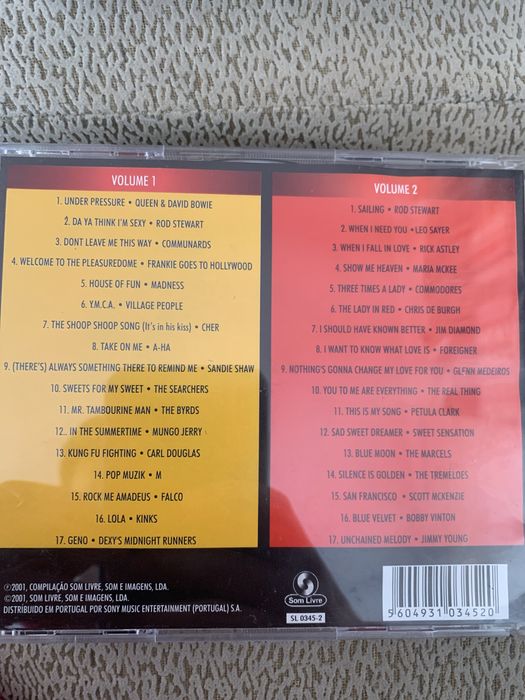 VOLUME 1
1. UNDER PRESSURE • QUEEN & DAVID BOWIE
2. DA YA THINK I'M SEXY • ROD STEWART
3. DONT LEAVE ME THIS WAY • COMMUNARDS
4. WELCOME TO THE PLEASUREDOME • FRANKIE GOES TO HOLLYWOOD
5. HOUSE OF FUN • MADNESS
6. Y.M.C.A. • VILLAGE PEOPLE
7. THE SHOOP SHOOP SONG (It's in his kiss) • CHER
8. TAKE ON ME • A-HA
9. (THERE'S) ALWAYS SOMETHING THERE TO REMIND ME • SANDIE SHAW
10. SWEETS FOR MY SWEET • THE SEARCHERS
11. MR. TAMBOURINE MAN • THE BYRDS
12.. IN THE SUMMERTIME • MUNGO JERRY
13. KUNG FU FIGHTING • CARL DOUGLAS
14. POP MUZIK • M
15. ROCK ME AMADEUS • FALCO
16. LOLA • KINKS
17. GENO • DEXY'S MIDNIGHT RUNNERS
VOLUME 2
1. SAILING • ROD STEWART
2. WHEN I NEED YOU • LEO SAYER
3. WHEN I FALL IN LOVE • RICK ASTLEY
4. SHOW ME HEAVEN • MARIA MCKEE
5. THREE TIMES A LADY • COMMODORES
6. THE LADY IN RED • CHRIS DE BURGH
7. I SHOULD HAVE KNOWN BETTER • JIM DIAMOND
8. I WANT TO KNOW WHAT LOVE IS • FOREIGNER
9. NOTHING'S GONNA CHANGE MY LOVE FOR YOU • GLENN MEDEIROS
10. YOU TO ME ARE EVERYTHING • THE REAL THING
11. THIS IS MY SONG • PETULA CLARK
12. SAD SWEET DREAMER • SWEET SENSATION
13. BLUE MOON • THE MARCELS
14. SILENCE IS GOLDEN • THE TREMELOES
15. SAN FRANCISCO • SCOTT MCKENZIE
16. BLUE VELVET • BOBBY VINTON
17. UNCHAINED MELODY • JIMMY YOUNG
℗2001, COMPILAÇÃO SOM LIVRE, SOM E IMAGENS, LDA.
©2001, SOM LIVRE, SOM E IMAGENS, LDA.
DISTRIBUIDO EM PORTUGAL POR SONY MUSIC ENTERTAINMENT (PORTUGAL) S.A.
Som Livre
SL 0345-2
5 604931 034520